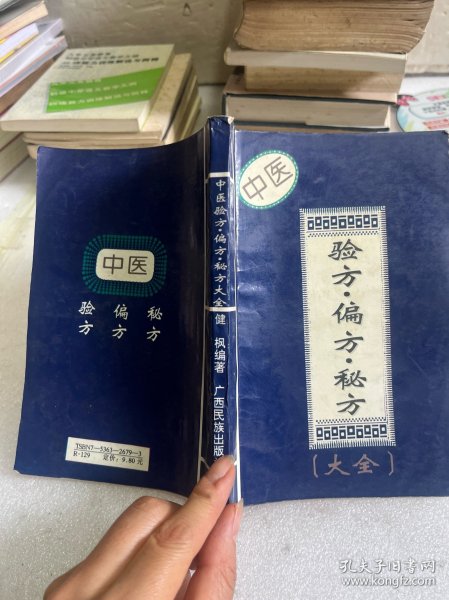 中医
验方·偏方·秘方
〔大全〕
中医验方·偏方·秘方大全
健枫编著
广西民族出版
中医
验方
偏方
秘方
TSBN7—5363—2679—3
R·129 定价：9.80元
孔夫子旧书网
www.kongfz.com